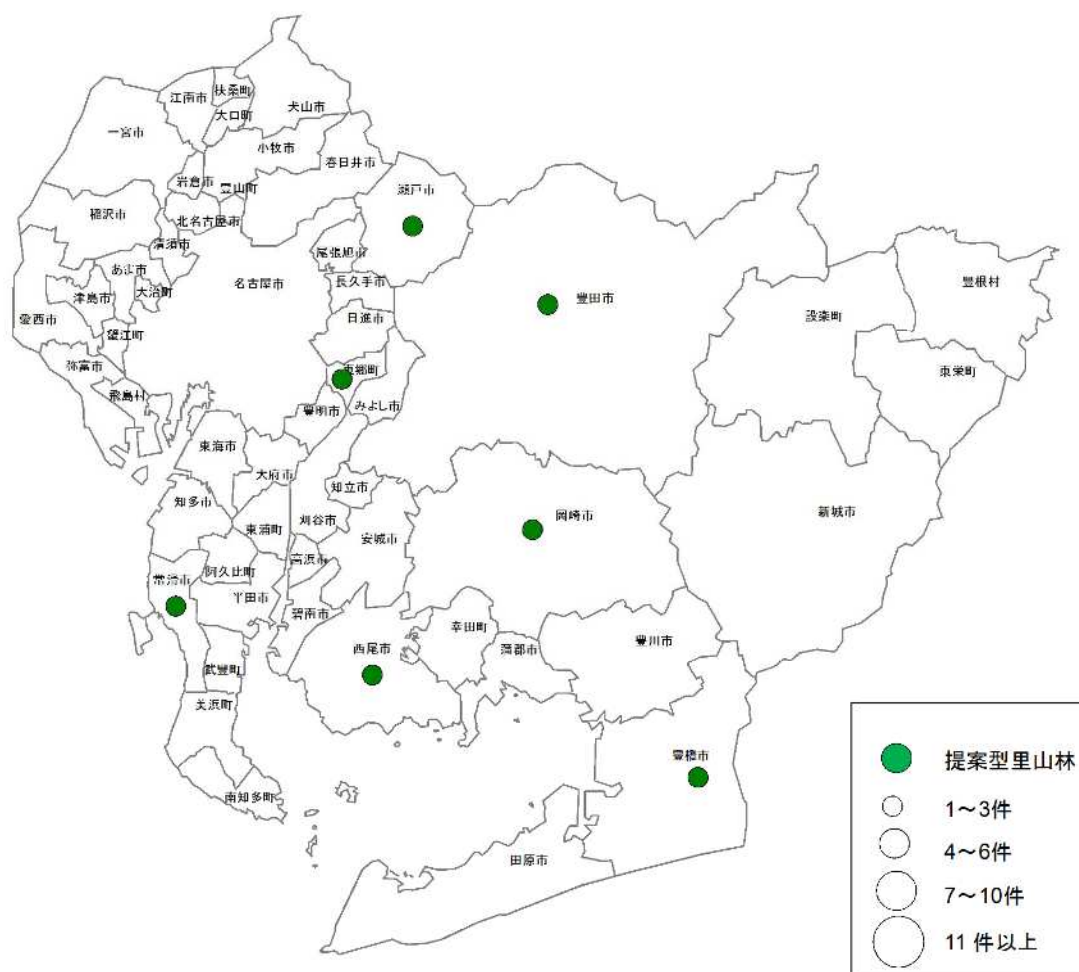 扶桑町
江南市
大口町
犬山市
一宮市
小牧市
春日井市
岩倉市
豊山町
瀬戸市
稲沢市
北名古屋市
清須市
尾張旭市
あま市
長久手市
名古屋市
豊根村
大治町
津島市
豊田市
設楽町
愛西市
日進市
蟹江町
弥富市
東郷町
東栄町
飛島村
豊明市
みよし市
東海市
大府市
知立市
知多市
岡崎市
新城市
刈谷市
東浦町
安城市
高浜市
阿久比町
常滑市
半田市
碧南市
幸田町
豊川市
西尾市
蒲郡市
武豊町
美浜町
豊橋市
南知多町
田原市
提案型里山林
1～3件
4～6件
7～10件
11 件以上